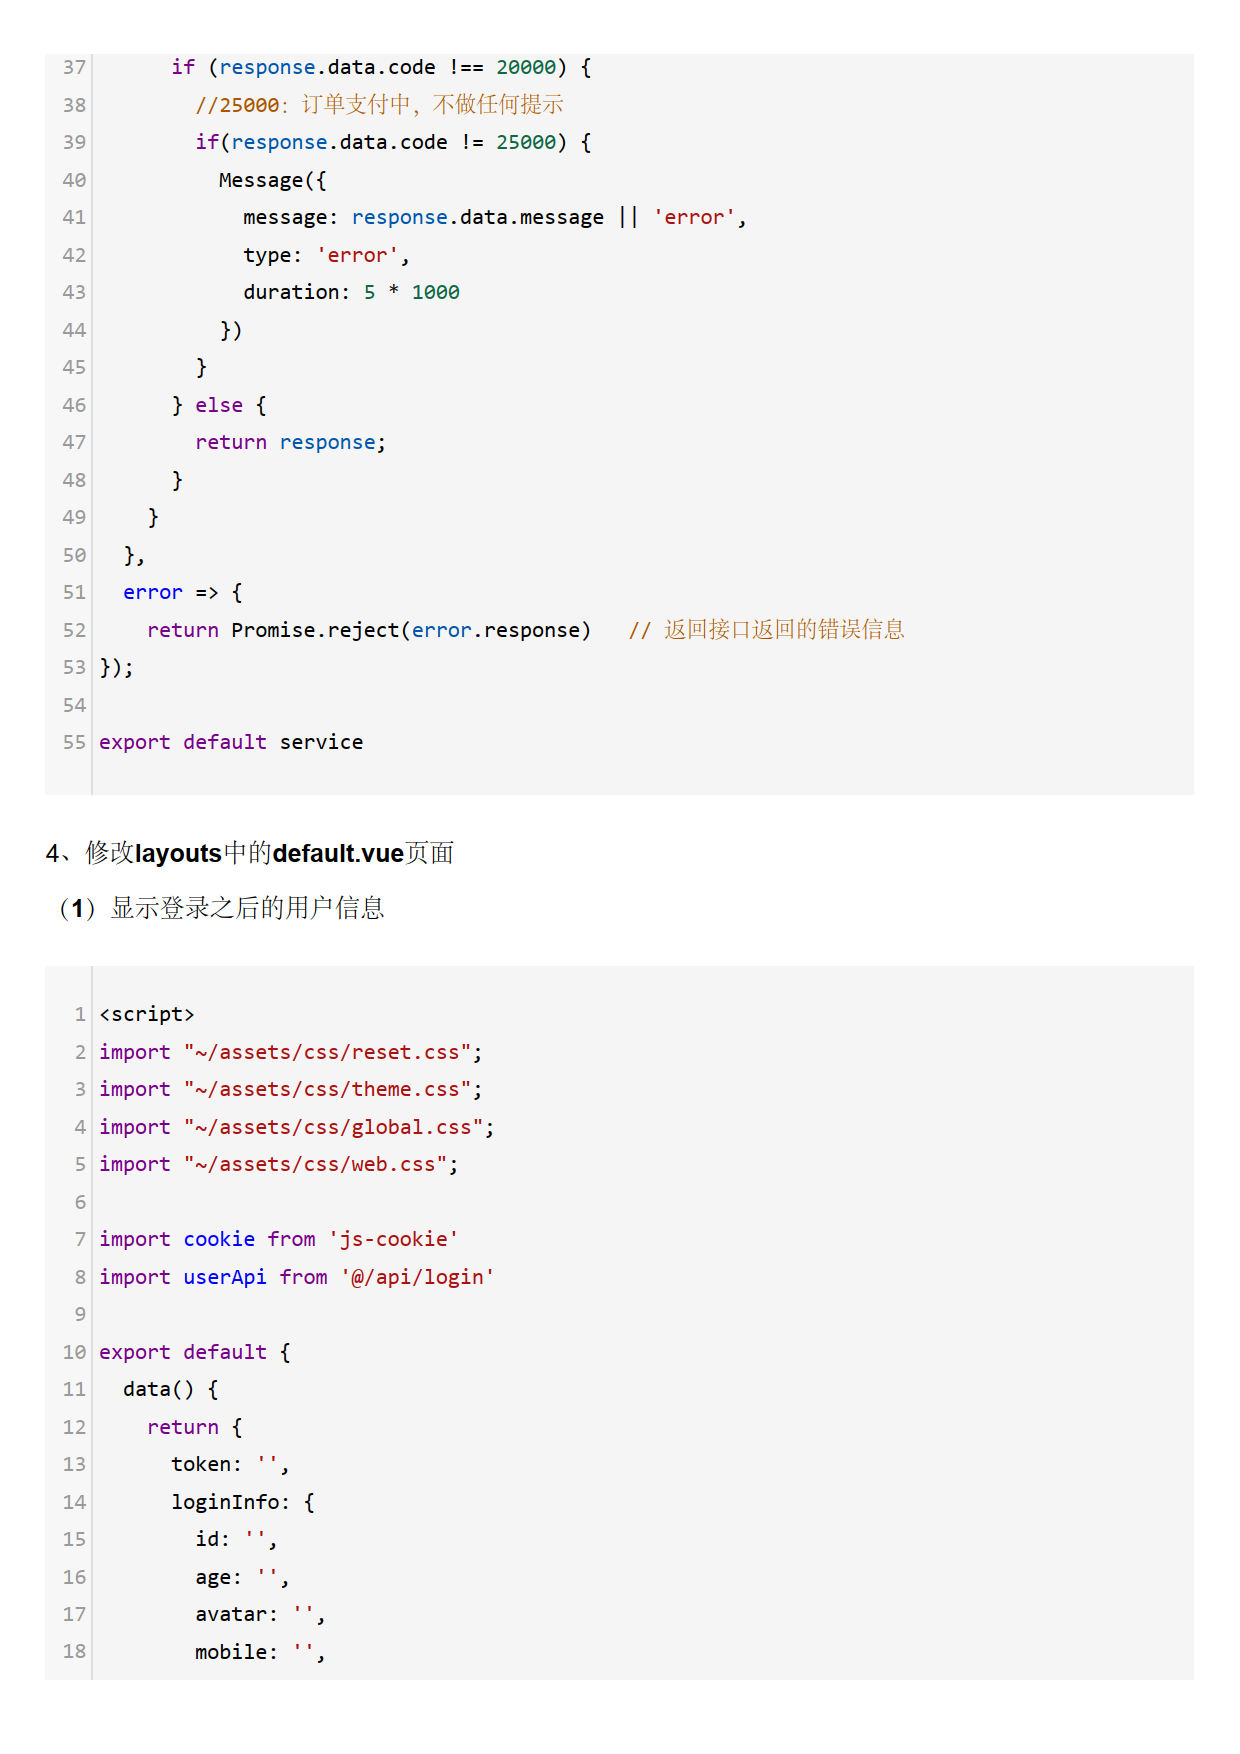 37       if (response.data.code !== 20000) {
38         //25000：订单支付中，不做任何提示
39         if(response.data.code != 25000) {
40           Message({
41             message: response.data.message || 'error',
42             type: 'error',
43             duration: 5 * 1000
44           })
45         }
46       } else {
47         return response;
48       }
49     }
50   },
51   error => {
52     return Promise.reject(error.response)   // 返回接口返回的错误信息
53 });
54
55 export default service
4、修改layouts中的default.vue页面
（1）显示登录之后的用户信息
1 <script>
2 import "~/assets/css/reset.css";
3 import "~/assets/css/theme.css";
4 import "~/assets/css/global.css";
5 import "~/assets/css/web.css";
6
7 import cookie from 'js-cookie'
8 import userApi from '@/api/login'
9
10 export default {
11   data() {
12     return {
13       token: '',
14       loginInfo: {
15         id: '',
16         age: '',
17         avatar: '',
18         mobile: '',